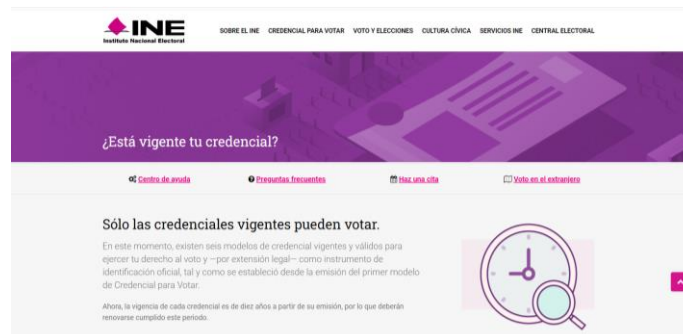 INE
Instituto Nacional Electoral
SOBRE EL INE CREDENCIAL PARA VOTAR VOTO Y ELECCIONES CULTURA CÍVICA SERVICIOS INE CENTRAL ELECTORAL
¿Está vigente tu credencial?
Centro de ayuda Preguntas frecuentes Haz una cita Voto en el extranjero
Sólo las credenciales vigentes pueden votar.
En este momento, existen seis modelos de credencial vigentes y válidos para
ejercer tu derecho al voto y —por extensión legal— como instrumento de
identificación oficial, tal y como se estableció desde la emisión del primer modelo
de Credencial para Votar.
Ahora, la vigencia de cada credencial es de diez años a partir de su emisión, por lo que deberán
renovarse cumplido este periodo.